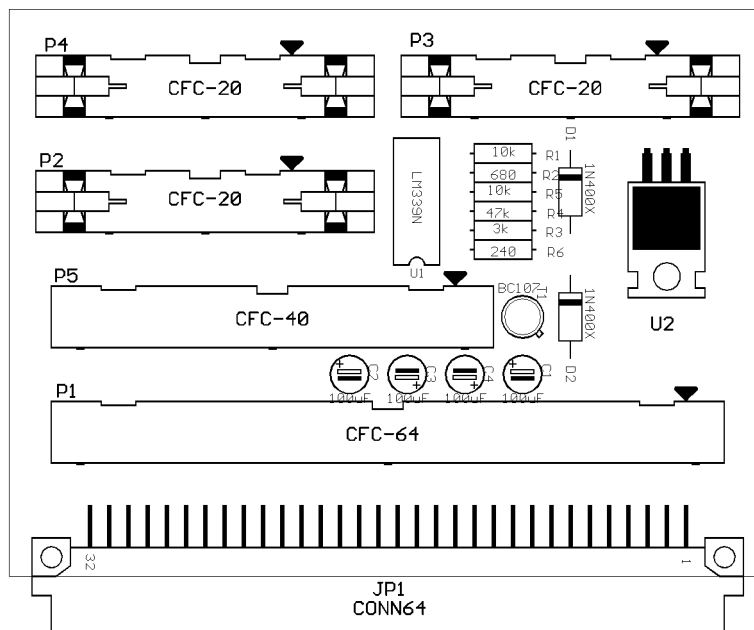 P4
CFC-20
P3
CFC-20
P2
CFC-20
LM339N
U1
10k R1
680 R2
10k R5
47k R4
3k R3
240 R6
D1
1N400X
U2
P5
CFC-40
BC107
T1
1N400X
D2
C2
100uF
C3
100uF
C4
100uF
C1
100uF
P1
CFC-64
32
1
JP1
CONN64